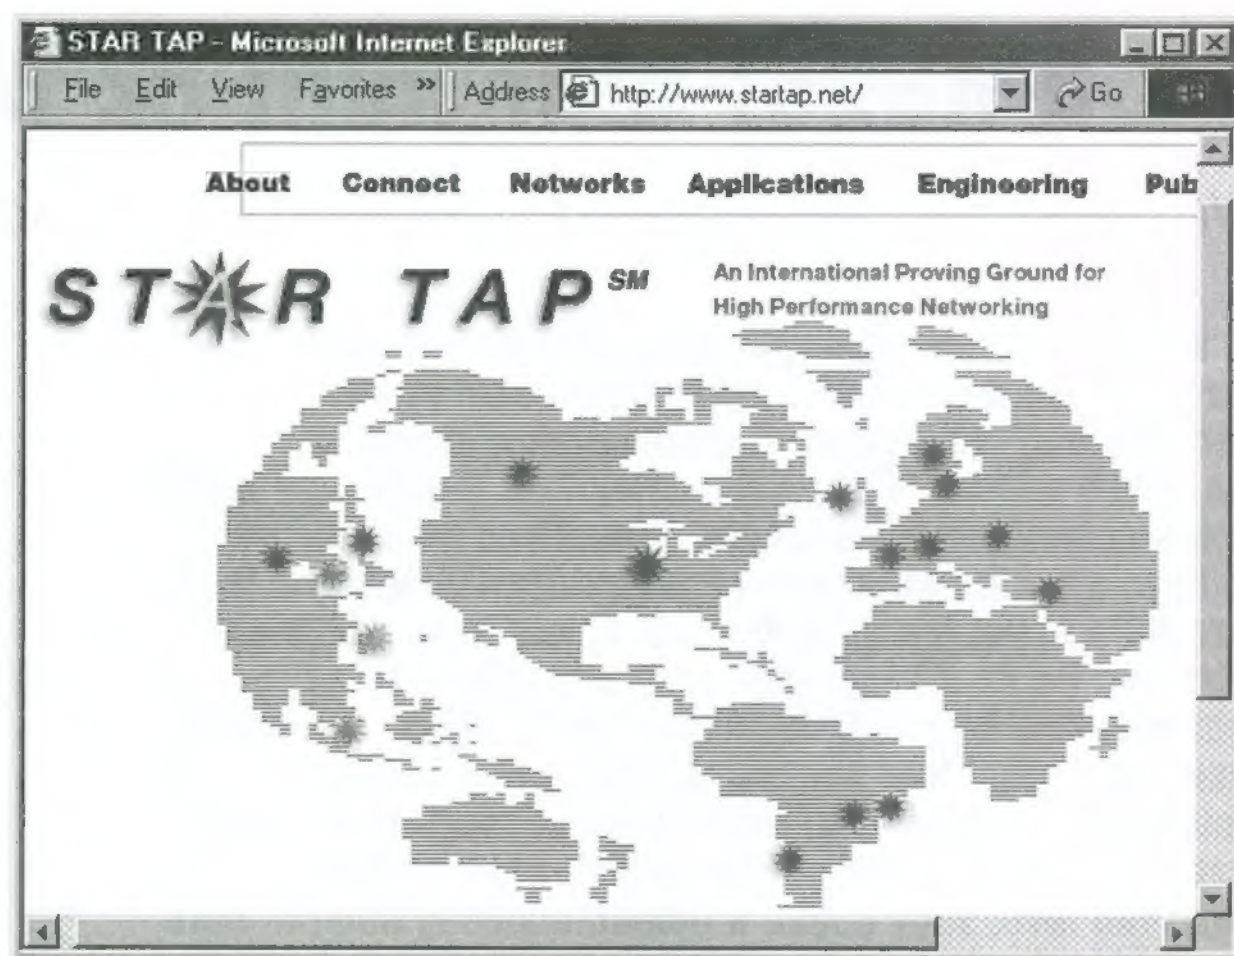 STAR TAP - Microsoft Internet Explorer
File Edit View Favorites » Address http://www.startap.net/ Go
About Connect Networks Applications Engineering Pub
STAR TAP SM
An International Proving Ground for
High Performance Networking